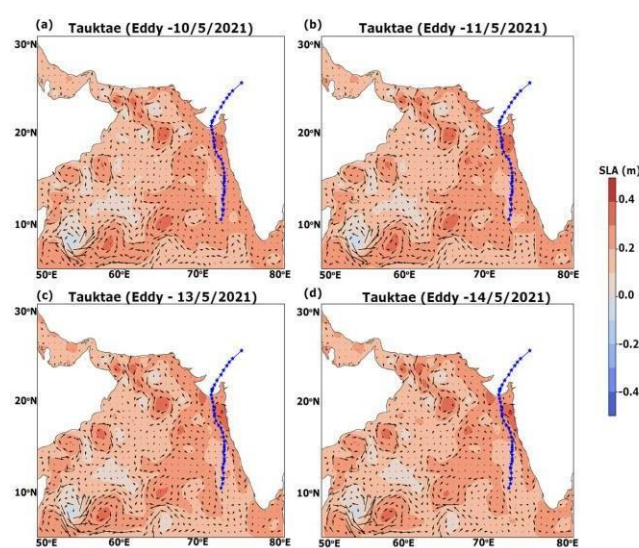 (a) Tauktae (Eddy -10/5/2021)
(b) Tauktae (Eddy -11/5/2021)
30°N
20°N
10°N
50°E 60°E 70°E 80°E
30°N
20°N
10°N
50°E 60°E 70°E 80°E
SLA (m)
0.4
0.2
0.0
-0.2
-0.4
(c) Tauktae (Eddy - 13/5/2021)
(d) Tauktae (Eddy -14/5/2021)
30°N
20°N
10°N
50°E 60°E 70°E 80°E
30°N
20°N
10°N
50°E 60°E 70°E 80°E